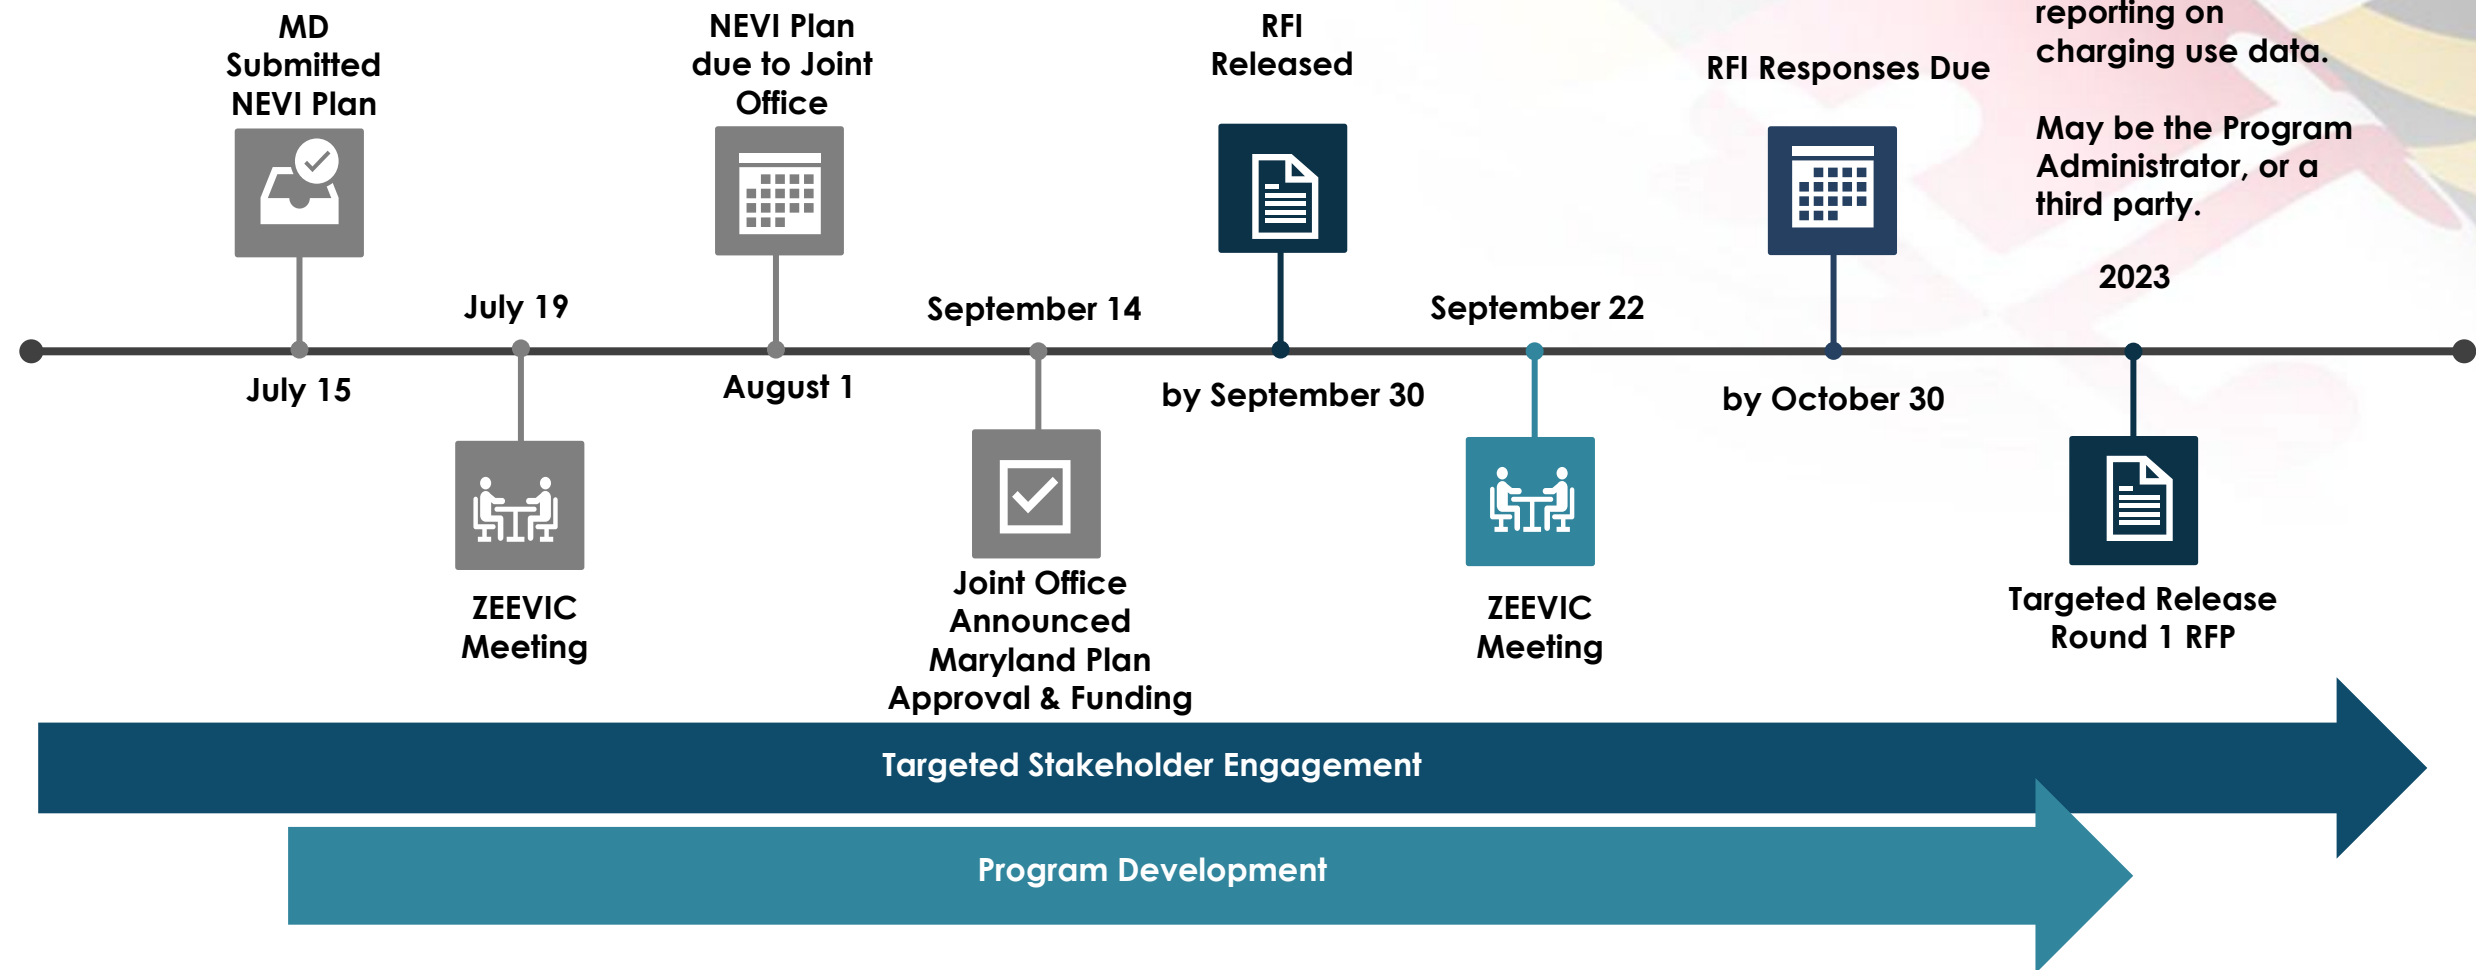 MD
Submitted
NEVI Plan
NEVI Plan
due to Joint
Office
RFI
Released
RFI Responses Due
reporting on
charging use data.
May be the Program
Administrator, or a
third party.
2023
July 19
September 14
September 22
July 15
August 1
by September 30
by October 30
ZEEVIC
Meeting
Joint Office
Announced
Maryland Plan
Approval & Funding
ZEEVIC
Meeting
Targeted Release
Round 1 RFP
Targeted Stakeholder Engagement
Program Development